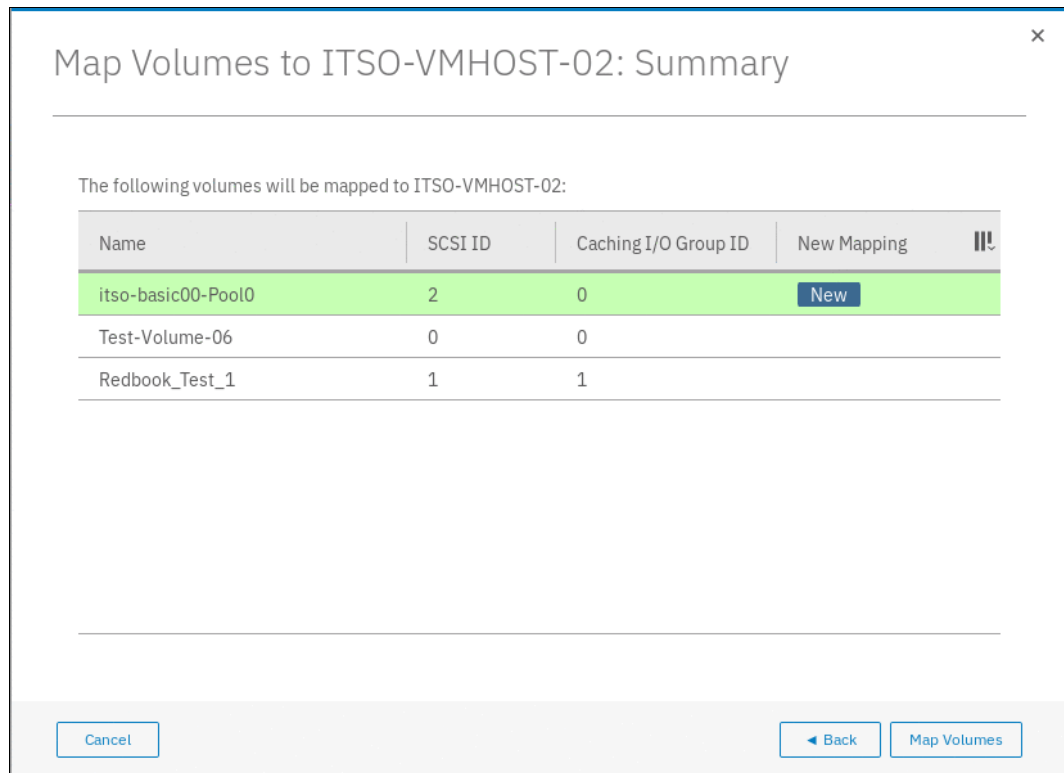 Map Volumes to ITSO-VMHOST-02: Summary
The following volumes will be mapped to ITSO-VMHOST-02:
Name SCSI ID Caching I/O Group ID New Mapping
itso-basic00-Pool0 2 0 New
Test-Volume-06 0 0
Redbook_Test_1 1 1
Cancel ◄ Back Map Volumes